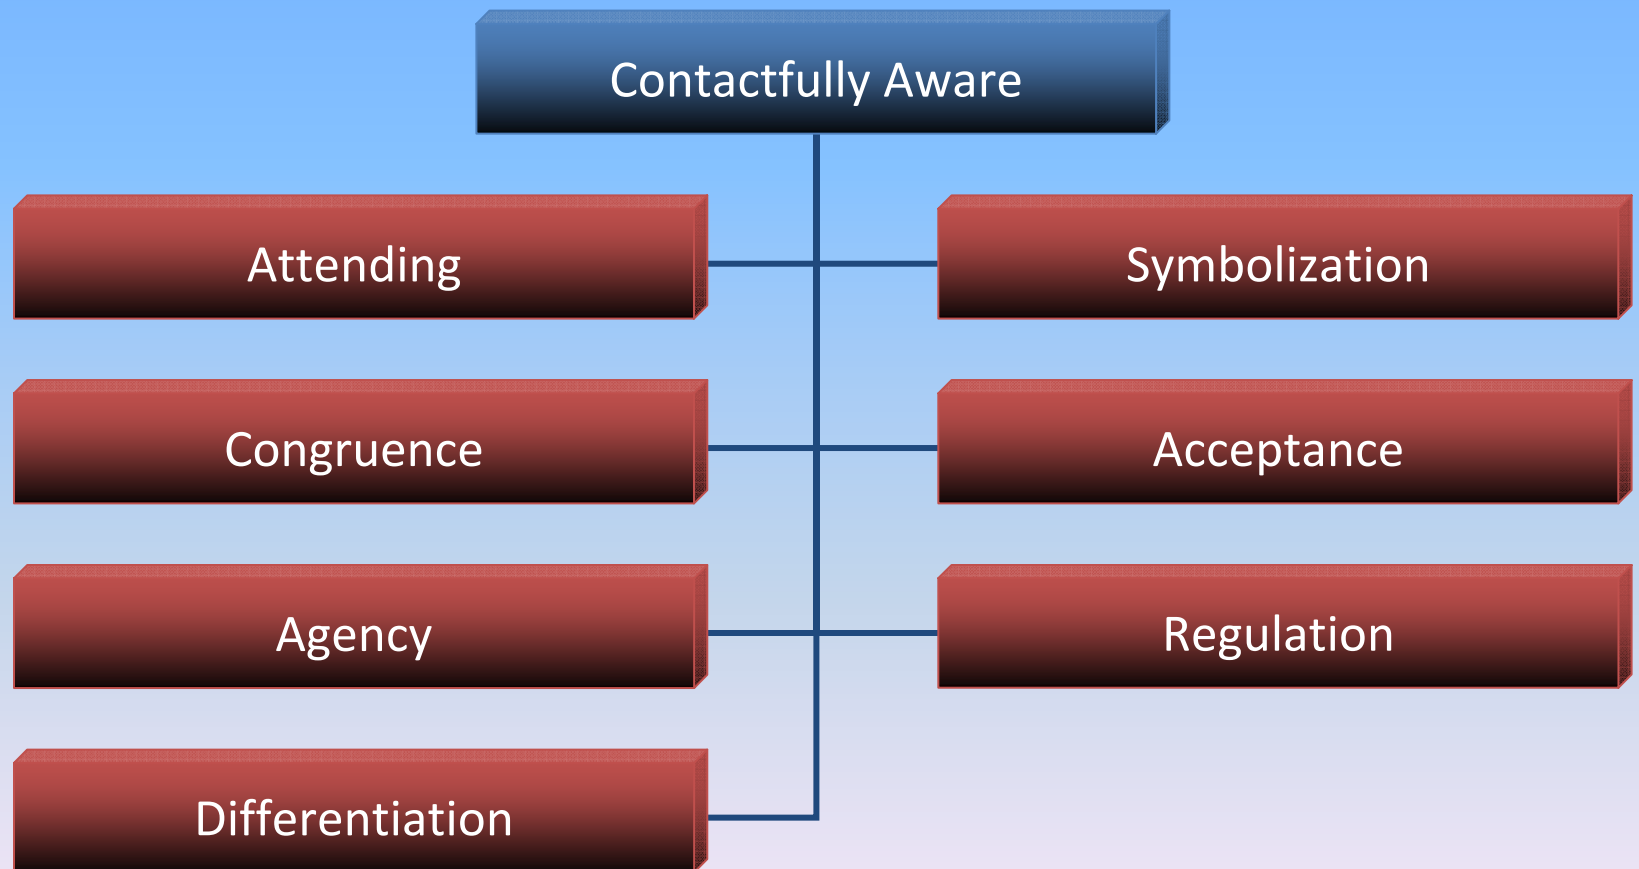 Contactfully Aware
Attending
Symbolization
Congruence
Acceptance
Agency
Regulation
Differentiation